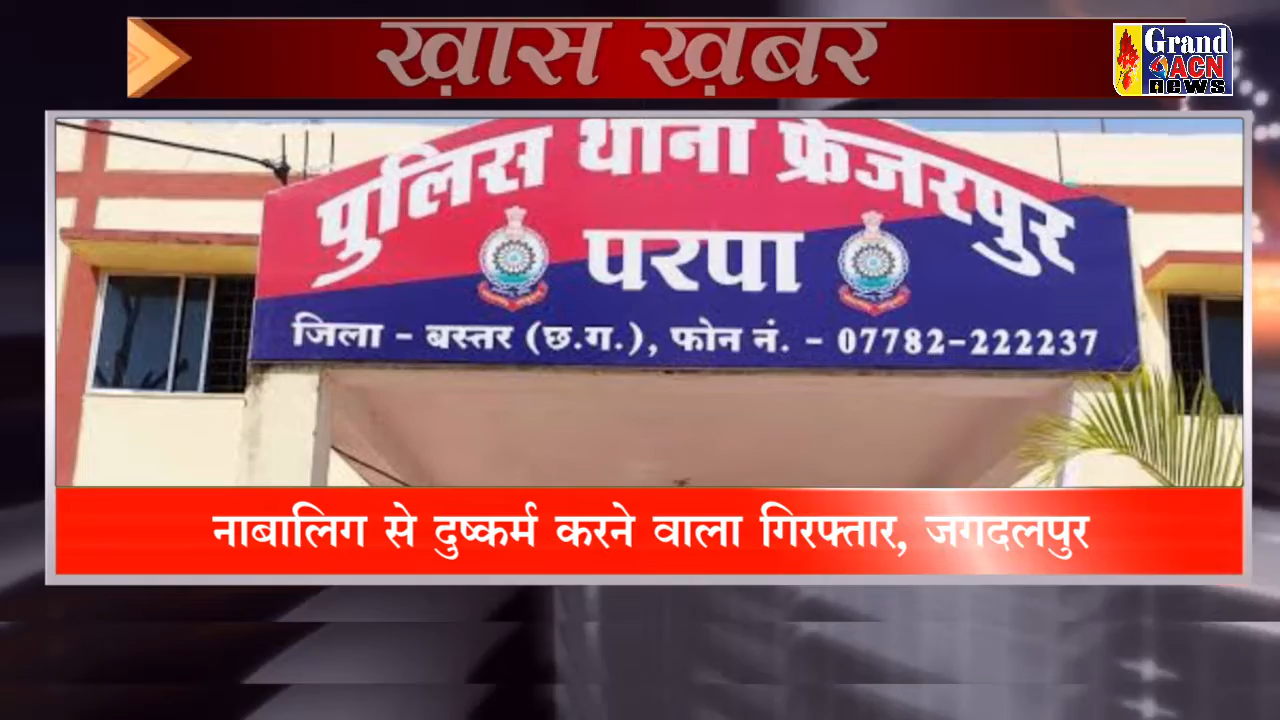 ख़ास ख़बर
Grand
ACN
news
पुलिस थाना फ्रेजरपुर
परपा
जिला - बस्तर (छ.ग.), फोन नं. - 07782-222237
नाबालिग से दुष्कर्म करने वाला गिरफ्तार, जगदलपुर